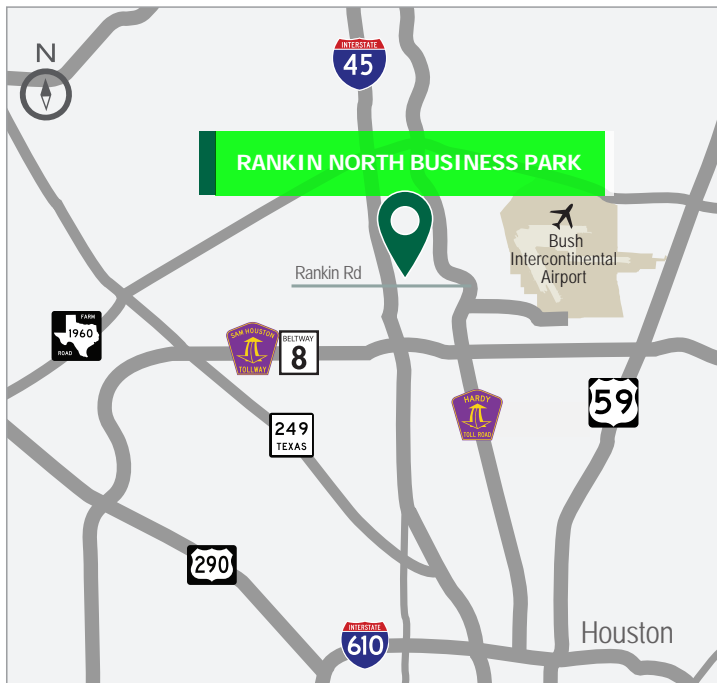 N
INTERSTATE
45
RANKIN NORTH BUSINESS PARK
Bush
Intercontinental
Airport
Rankin Rd
FARM
1960
ROAD
SAM HOUSTON
TOLLWAY
BELTWAY
8
59
HARDY
TOLL ROAD
249
TEXAS
290
INTERSTATE
610
Houston